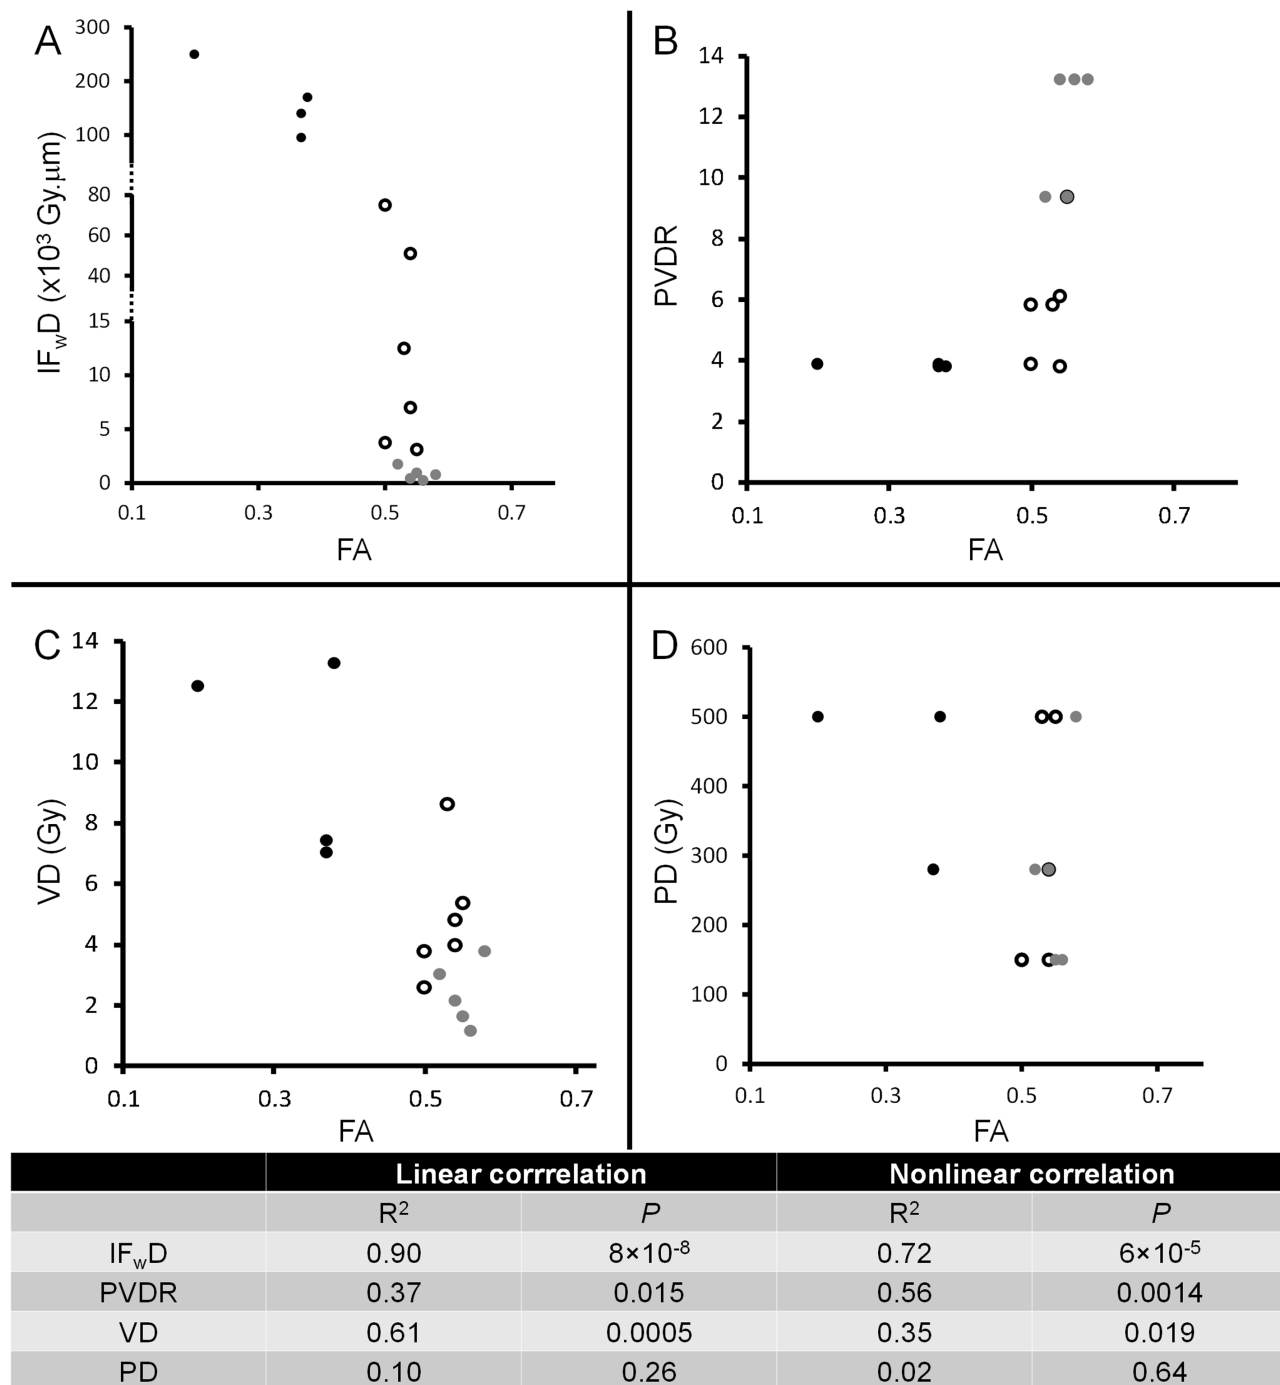 A
300
200
100
80
60
40
15
10
5
0
IFwD (x10³ Gy.µm)
0.1 0.3 0.5 0.7
FA
B
14
12
10
8
6
4
2
0
PVDR
0.1 0.3 0.5 0.7
FA
C
14
12
10
8
6
4
2
0
VD (Gy)
0.1 0.3 0.5 0.7
FA
D
600
500
400
300
200
100
0
PD (Gy)
0.1 0.3 0.5 0.7
FA
Linear corrrelation Nonlinear correlation
R² P R² P
IFwD 0.90 8×10⁻⁸ 0.72 6×10⁻⁵
PVDR 0.37 0.015 0.56 0.0014
VD 0.61 0.0005 0.35 0.019
PD 0.10 0.26 0.02 0.64